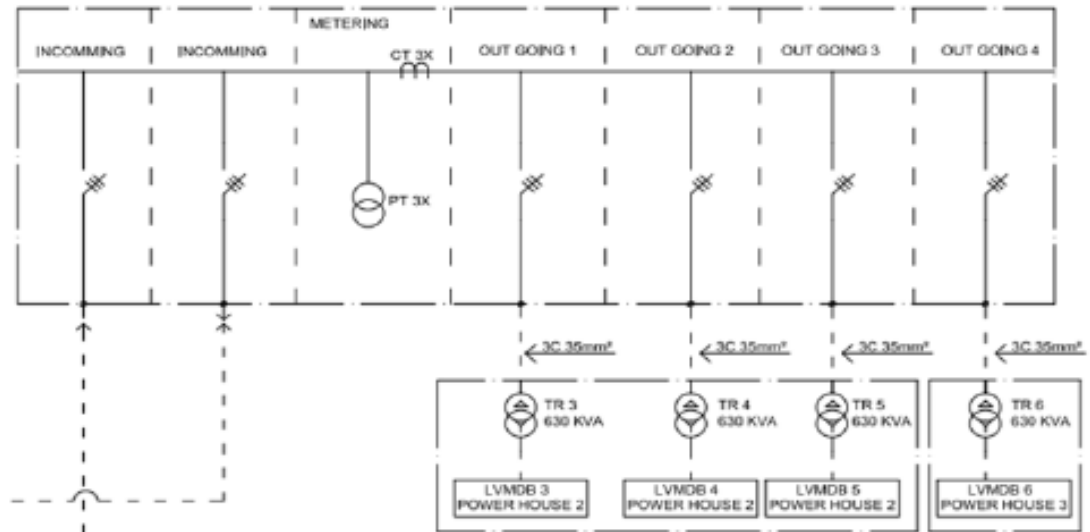 METERING
INCOMMING
INCOMMING
CT 3X
OUT GOING 1
OUT GOING 2
OUT GOING 3
OUT GOING 4
PT 3X
3C 35mm²
3C 35mm²
3C 35mm²
3C 35mm²
TR 3
630 KVA
TR 4
630 KVA
TR 5
630 KVA
TR 6
630 KVA
LVMDB 3
POWER HOUSE 2
LVMDB 4
POWER HOUSE 2
LVMDB 5
POWER HOUSE 2
LVMDB 6
POWER HOUSE 3